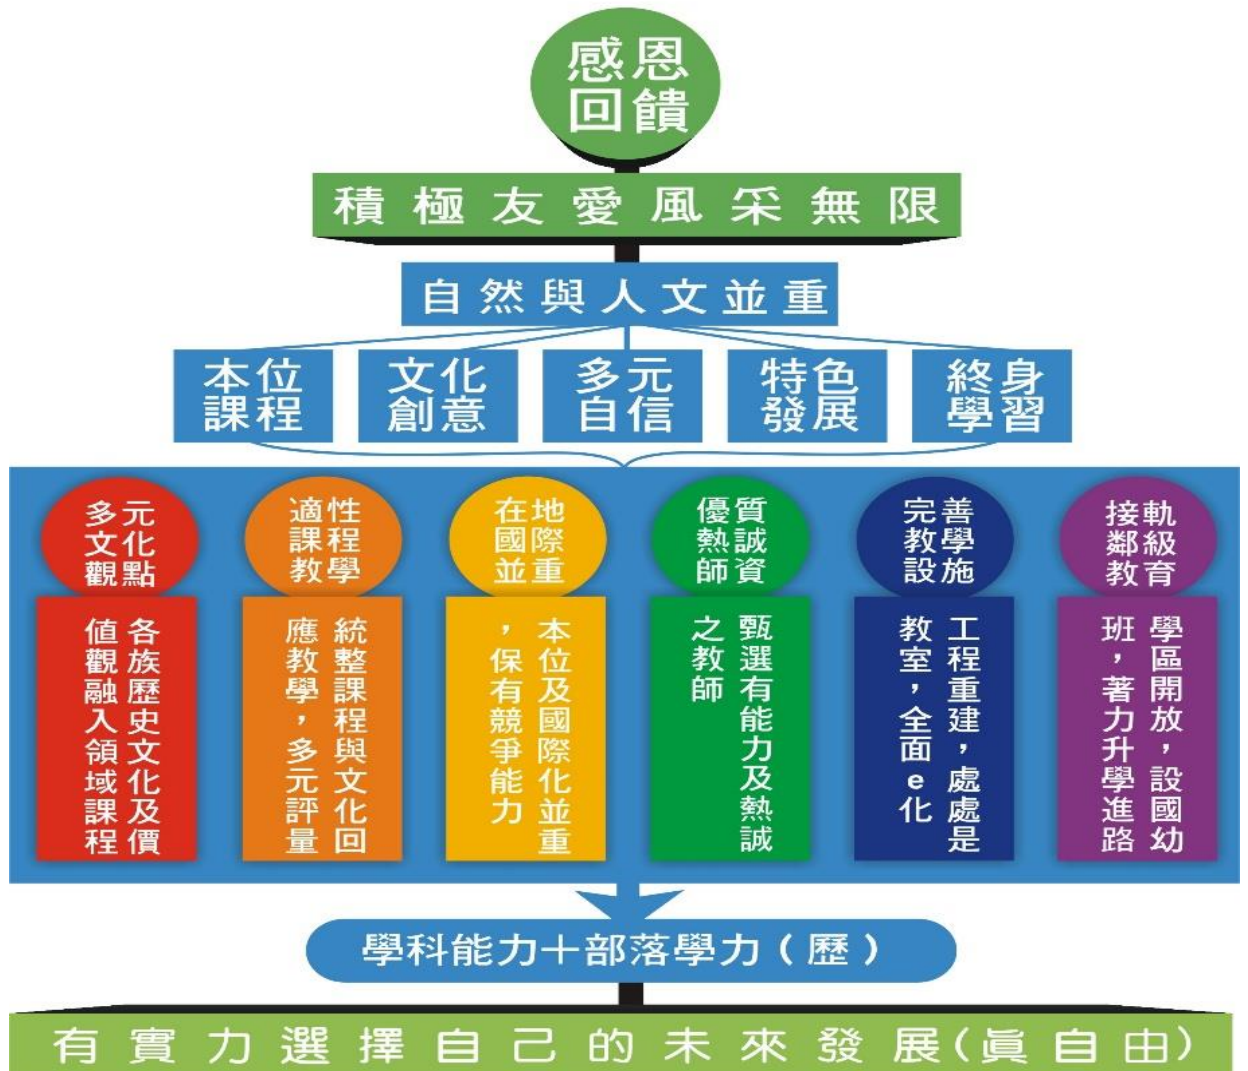 感恩
回饋
積極友愛風采無限
自然與人文並重
本位
課程
文化
創意
多元
自信
特色
發展
終身
學習
多元
文化
觀點
適性
課程
教學
在地
國際
並重
優質
熱誠
師資
完善
教學
設施
接軌
鄰級
教育
各族歷史文化及價
值觀融入領域課程
統整課程與文化回
應教學，多元評量
本位及國際化並重
，保有競爭能力
甄選有能力及熱誠
之教師
工程重建，處處是
教室，全面e化
學區開放，設國幼
班，著力升學進路
學科能力＋部落學力（歷）
有實力選擇自己的未來發展(眞自由)